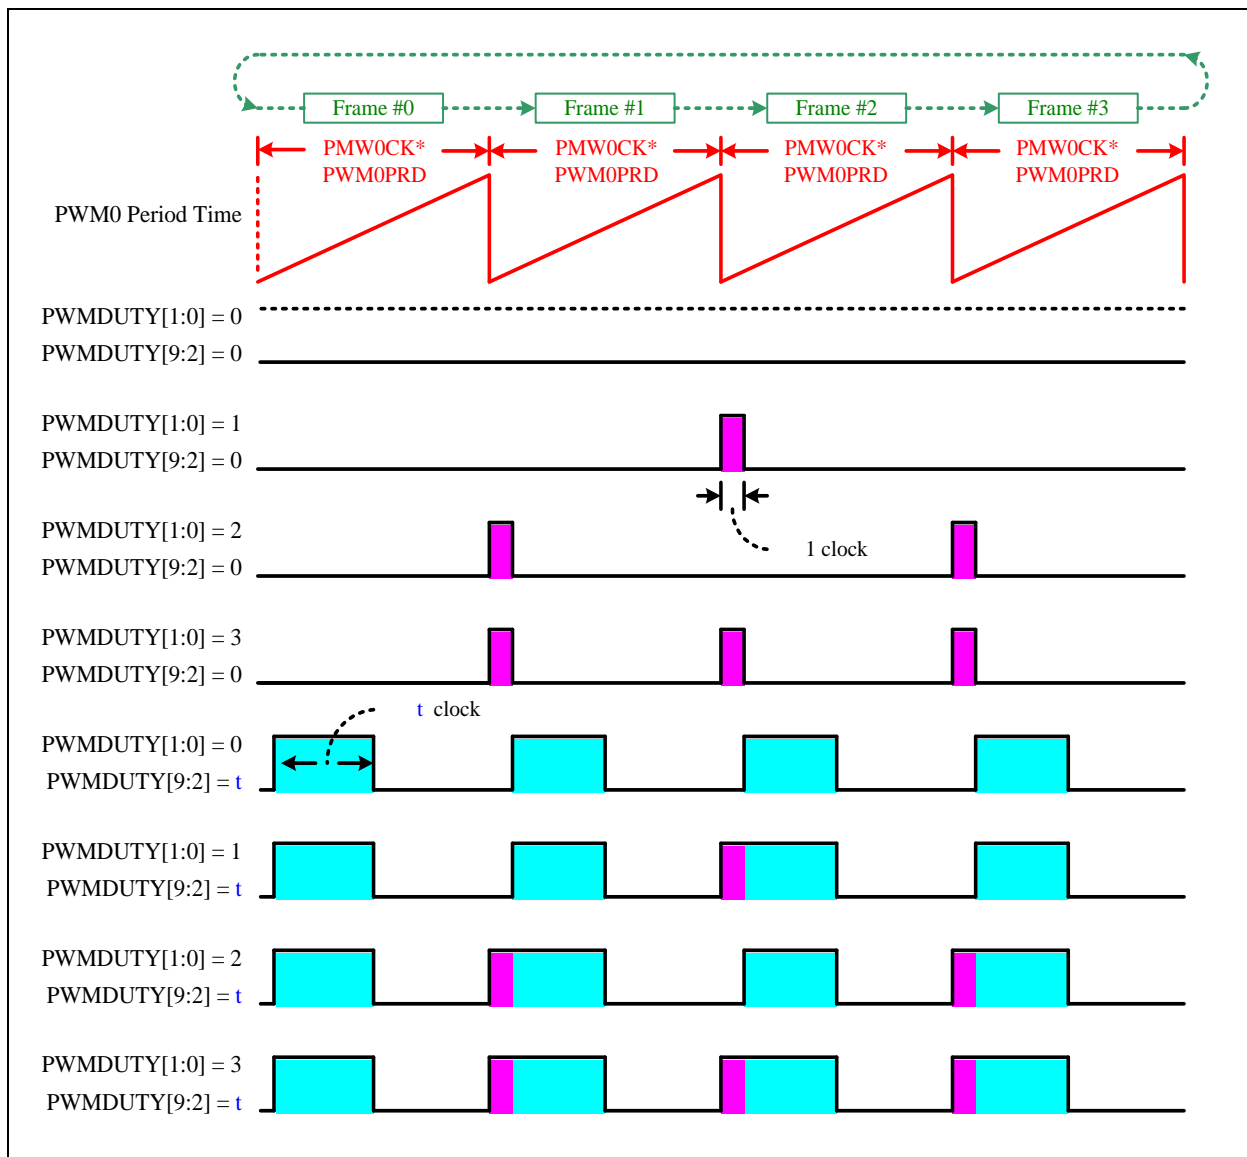 Frame #0 Frame #1 Frame #2 Frame #3
PMW0CK* PMW0CK* PMW0CK* PMW0CK*
PWM0PRD PWM0PRD PWM0PRD PWM0PRD
PWM0 Period Time
PWMDUTY[1:0] = 0
PWMDUTY[9:2] = 0
PWMDUTY[1:0] = 1
PWMDUTY[9:2] = 0
PWMDUTY[1:0] = 2
1 clock
PWMDUTY[9:2] = 0
PWMDUTY[1:0] = 3
PWMDUTY[9:2] = 0
t clock
PWMDUTY[1:0] = 0
PWMDUTY[9:2] = t
PWMDUTY[1:0] = 1
PWMDUTY[9:2] = t
PWMDUTY[1:0] = 2
PWMDUTY[9:2] = t
PWMDUTY[1:0] = 3
PWMDUTY[9:2] = t